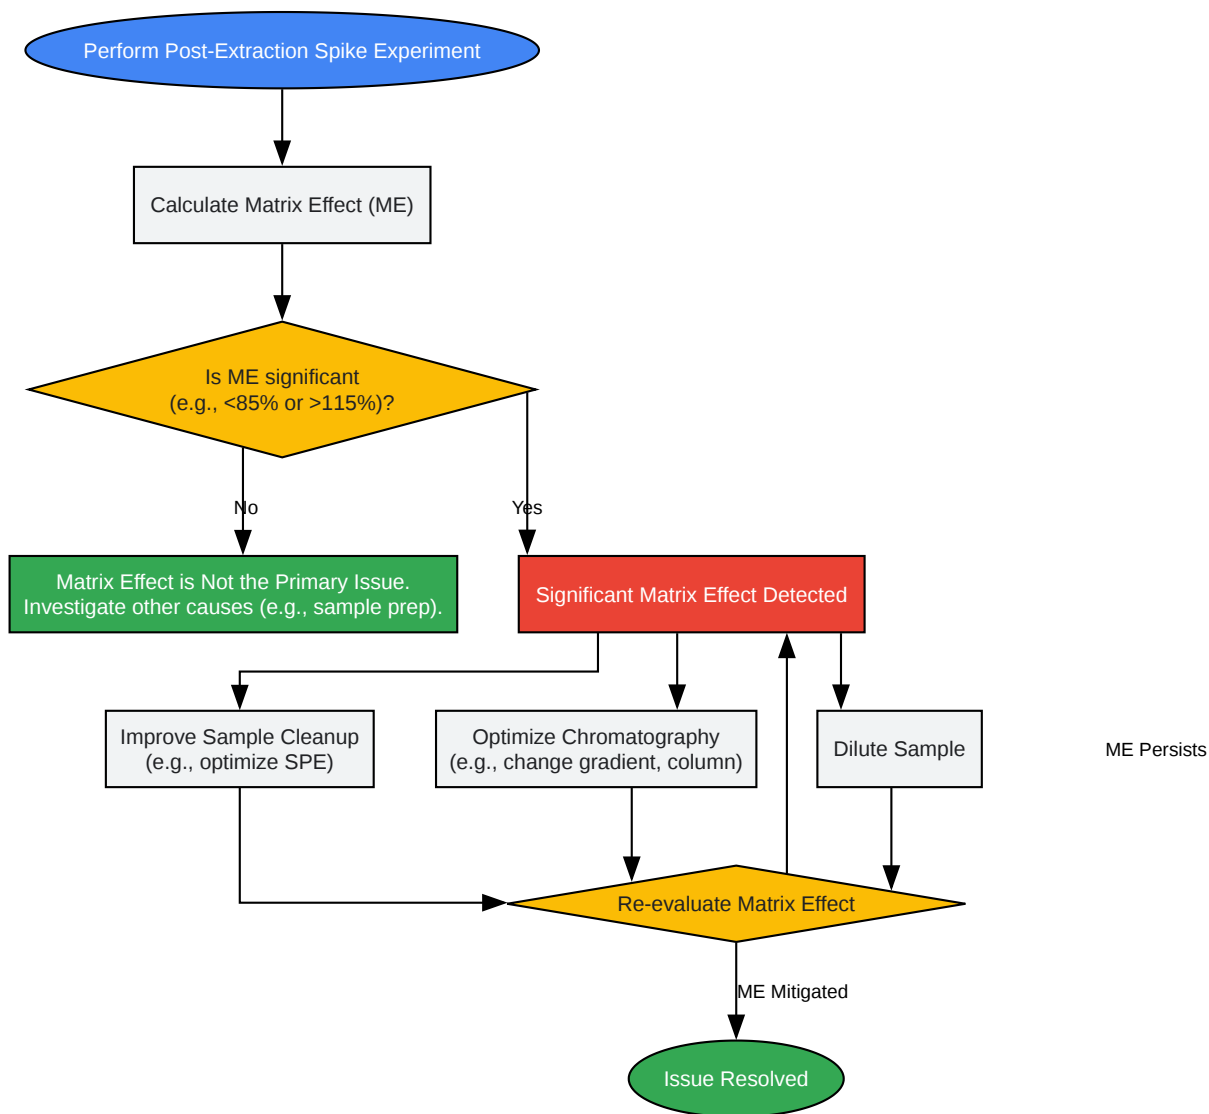 Perform Post-Extraction Spike Experiment
Calculate Matrix Effect (ME)
Is ME significant
(e.g., <85% or >115%)?
No
Yes
Matrix Effect is Not the Primary Issue.
Investigate other causes (e.g., sample prep).
Significant Matrix Effect Detected
Improve Sample Cleanup
(e.g., optimize SPE)
Optimize Chromatography
(e.g., change gradient, column)
Dilute Sample
ME Persists
Re-evaluate Matrix Effect
ME Mitigated
Issue Resolved